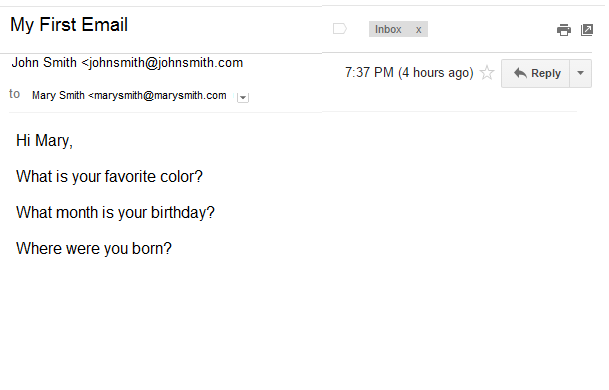 My First Email
Inbox x
John Smith <johnsmith@johnsmith.com
7:37 PM (4 hours ago)
Reply
to Mary Smith <marysmith@marysmith.com
Hi Mary,
What is your favorite color?
What month is your birthday?
Where were you born?